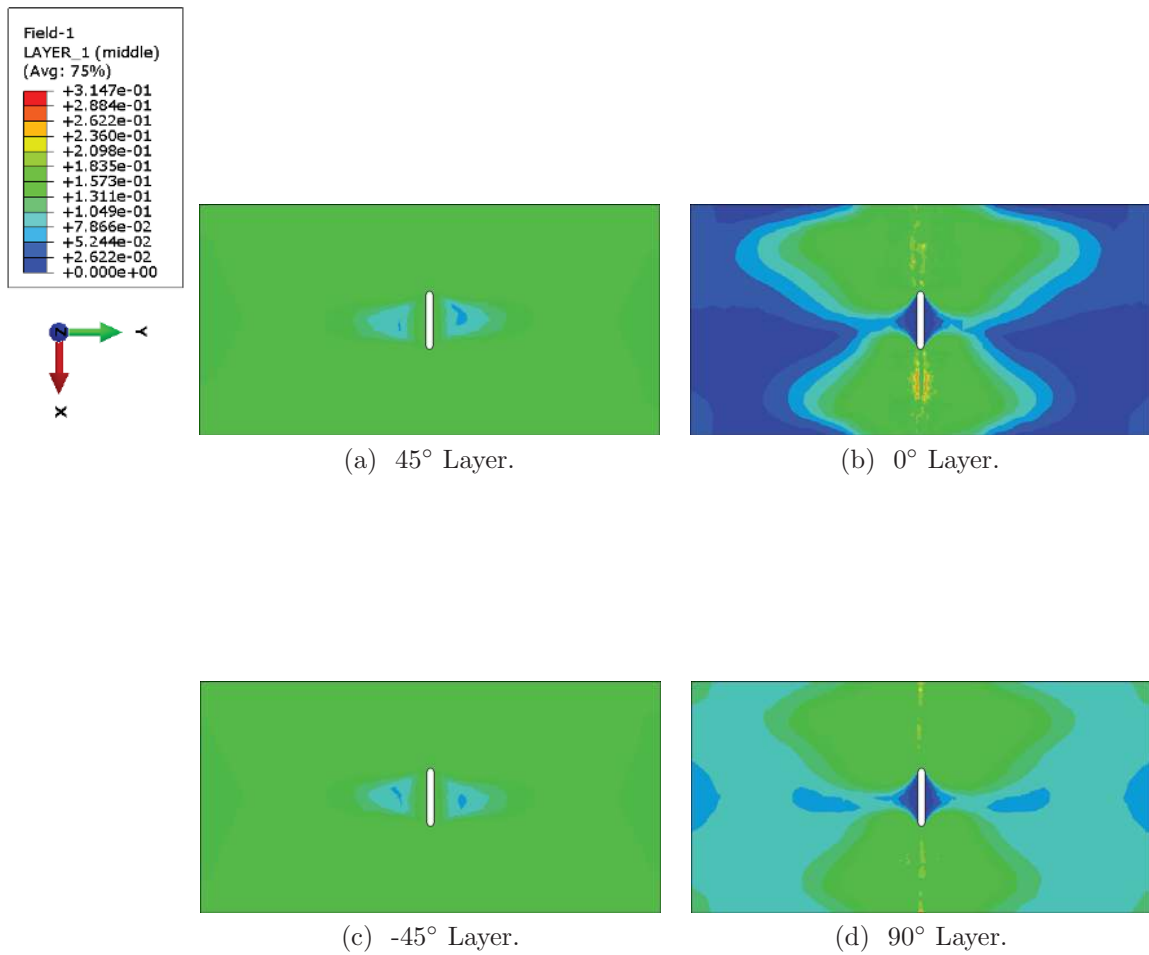 Field-1
LAYER_1 (middle)
(Avg: 75%)
+3.147e-01
+2.884e-01
+2.622e-01
+2.360e-01
+2.098e-01
+1.835e-01
+1.573e-01
+1.311e-01
+1.049e-01
+7.866e-02
+5.244e-02
+2.622e-02
+0.000e+00
Z
Y
X
(a) 45° Layer.
(b) 0° Layer.
(c) -45° Layer.
(d) 90° Layer.